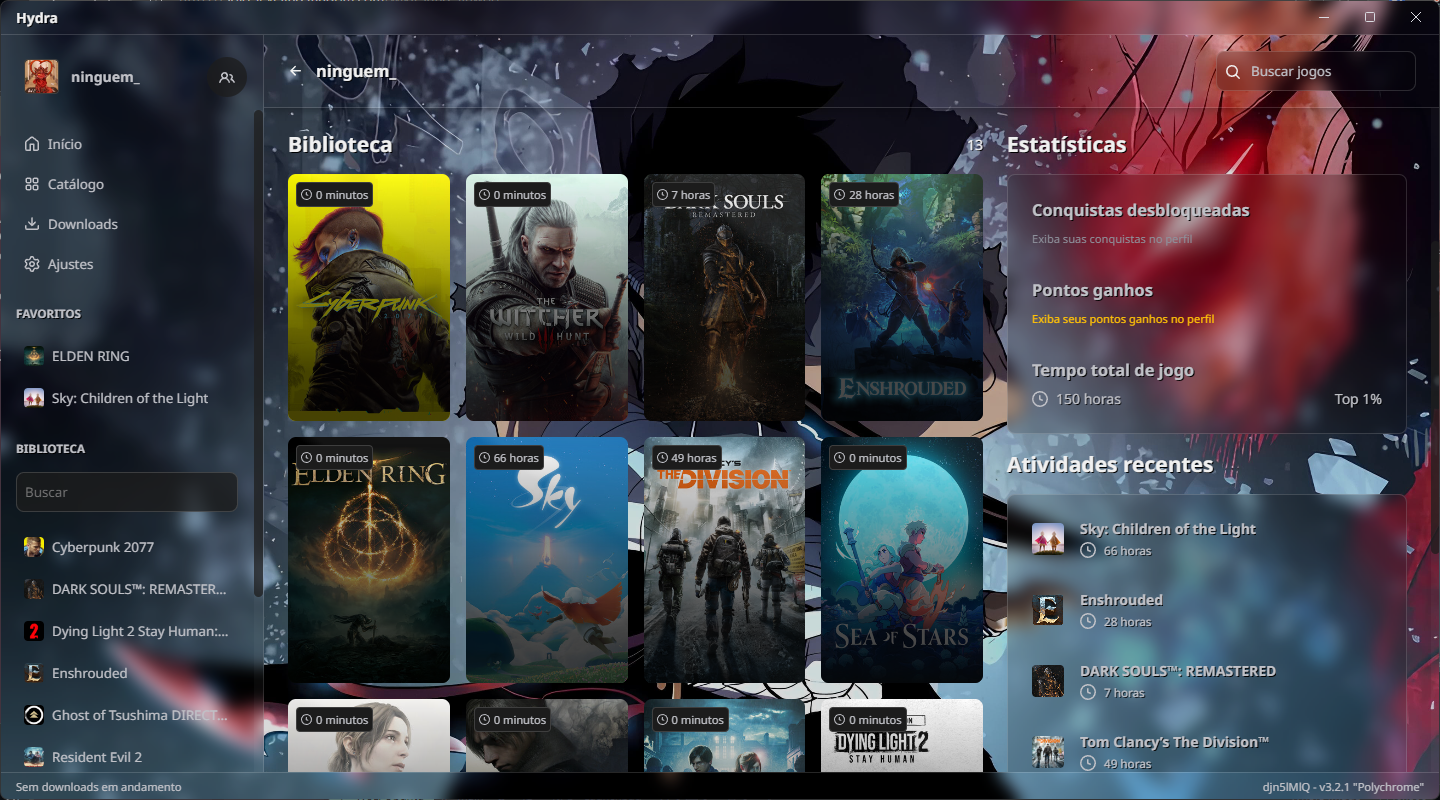 Hydra
ninguem_
Início
Catálogo
Downloads
Ajustes
FAVORITOS
ELDEN RING
Sky: Children of the Light
BIBLIOTECA
Buscar
Cyberpunk 2077
DARK SOULS™: REMASTER...
Dying Light 2 Stay Human:...
Enshrouded
Ghost of Tsushima DIRECT...
Resident Evil 2
ninguem_
Buscar jogos
Biblioteca
13
0 minutos
CYBERPUNK
0 minutos
THE
WITCHER
WILD HUNT
7 horas
DARK SOULS
REMASTERED
28 horas
ENSHROUDED
0 minutos
ELDEN RING
66 horas
Sky
49 horas
THE DIVISION
0 minutos
SEA OF STARS
0 minutos
0 minutos
0 minutos
0 minutos
DYING LIGHT 2
STAY HUMAN
Estatísticas
Conquistas desbloqueadas
Exiba suas conquistas no perfil
Pontos ganhos
Exiba seus pontos ganhos no perfil
Tempo total de jogo
150 horas
Top 1%
Atividades recentes
Sky: Children of the Light
66 horas
Enshrouded
28 horas
DARK SOULS™: REMASTERED
7 horas
Tom Clancy’s The Division™
49 horas
Sem downloads em andamento
djn5lMlQ - v3.2.1 "Polychrome"